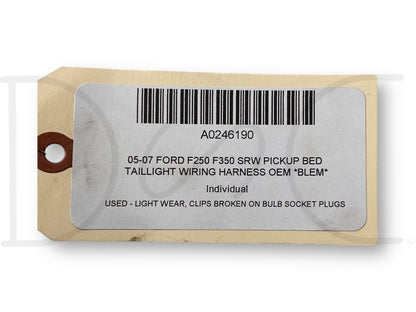 A0246190
05-07 FORD F250 F350 SRW PICKUP BED
TAILLIGHT WIRING HARNESS OEM *BLEM*
Individual
USED - LIGHT WEAR, CLIPS BROKEN ON BULB SOCKET PLUGS